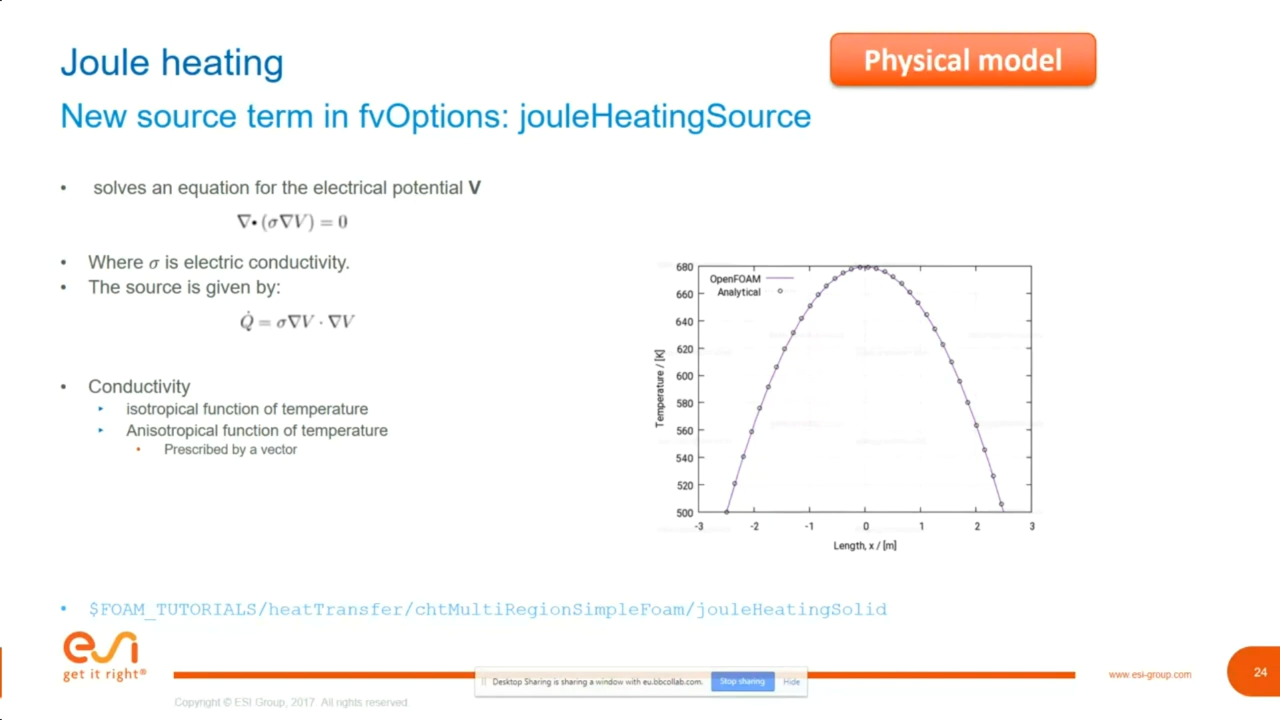 Joule heating
Physical model
New source term in fvOptions: jouleHeatingSource
• solves an equation for the electrical potential V
∇•(σ∇V) = 0
• Where σ is electric conductivity.
• The source is given by:
Q̇ = σ∇V · ∇V
• Conductivity
isotropical function of temperature
Anisotropical function of temperature
• Prescribed by a vector
680
660
640
620
600
580
560
540
520
500
Temperature / [K]
OpenFOAM
Analytical
-3 -2 -1 0 1 2 3
Length, x / [m]
• $FOAM_TUTORIALS/heatTransfer/chtMultiRegionSimpleFoam/jouleHeatingSolid
esi
get it right®
Desktop Sharing is sharing a window with eu.bbcollab.com. Stop sharing Hide
www.esi-group.com
24
Copyright © ESI Group, 2017. All rights reserved.